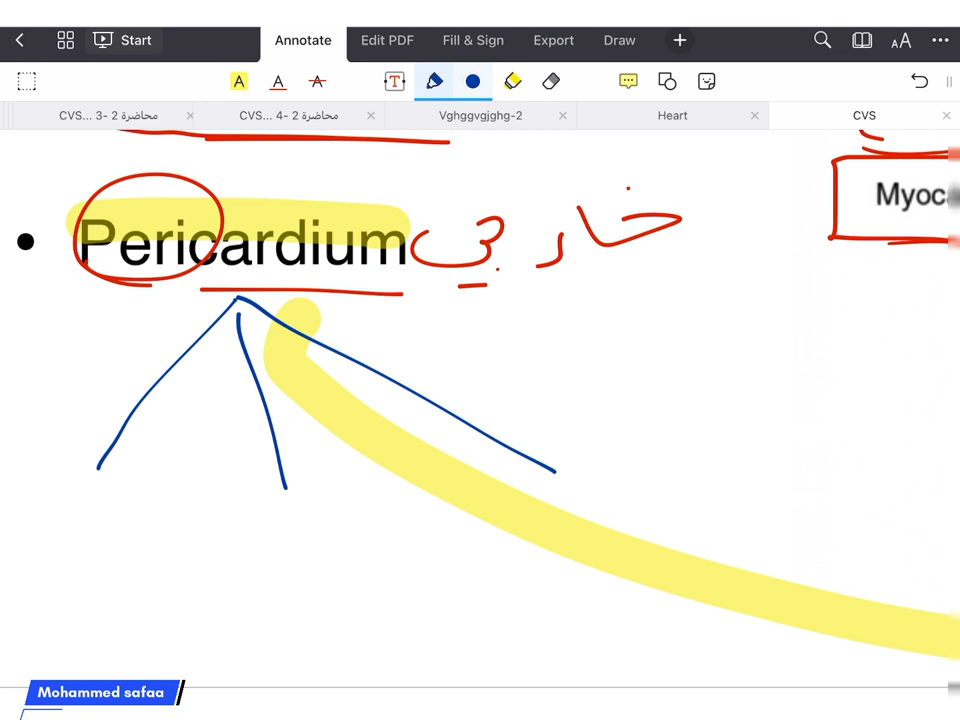 Start
Annotate
Edit PDF
Fill & Sign
Export
Draw
CVS... محاضرة 2 -3
CVS... محاضرة 2 -4
Vghggvgjghg-2
Heart
CVS
• Pericardium خارجي
Mohammed safaa